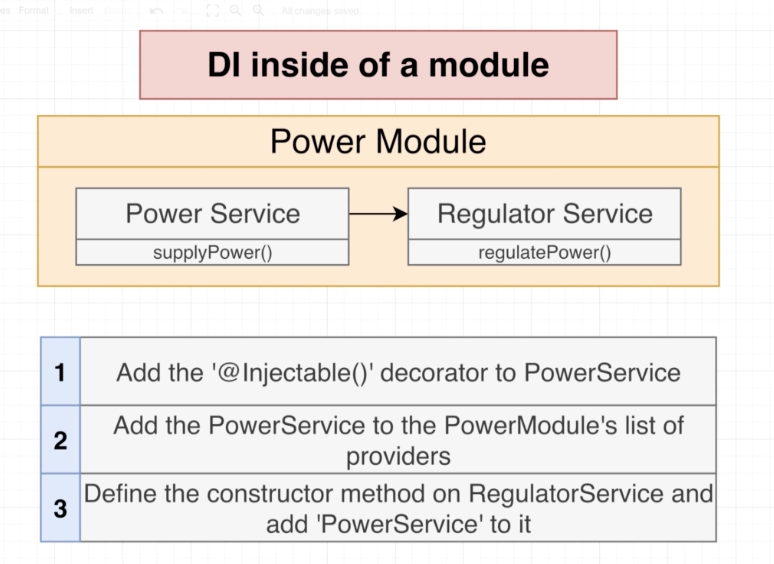 es Format Insert
All changes saved
DI inside of a module
Power Module
Power Service
supplyPower()
Regulator Service
regulatePower()
1
Add the '@Injectable()' decorator to PowerService
2
Add the PowerService to the PowerModule's list of
providers
3
Define the constructor method on RegulatorService and
add 'PowerService' to it